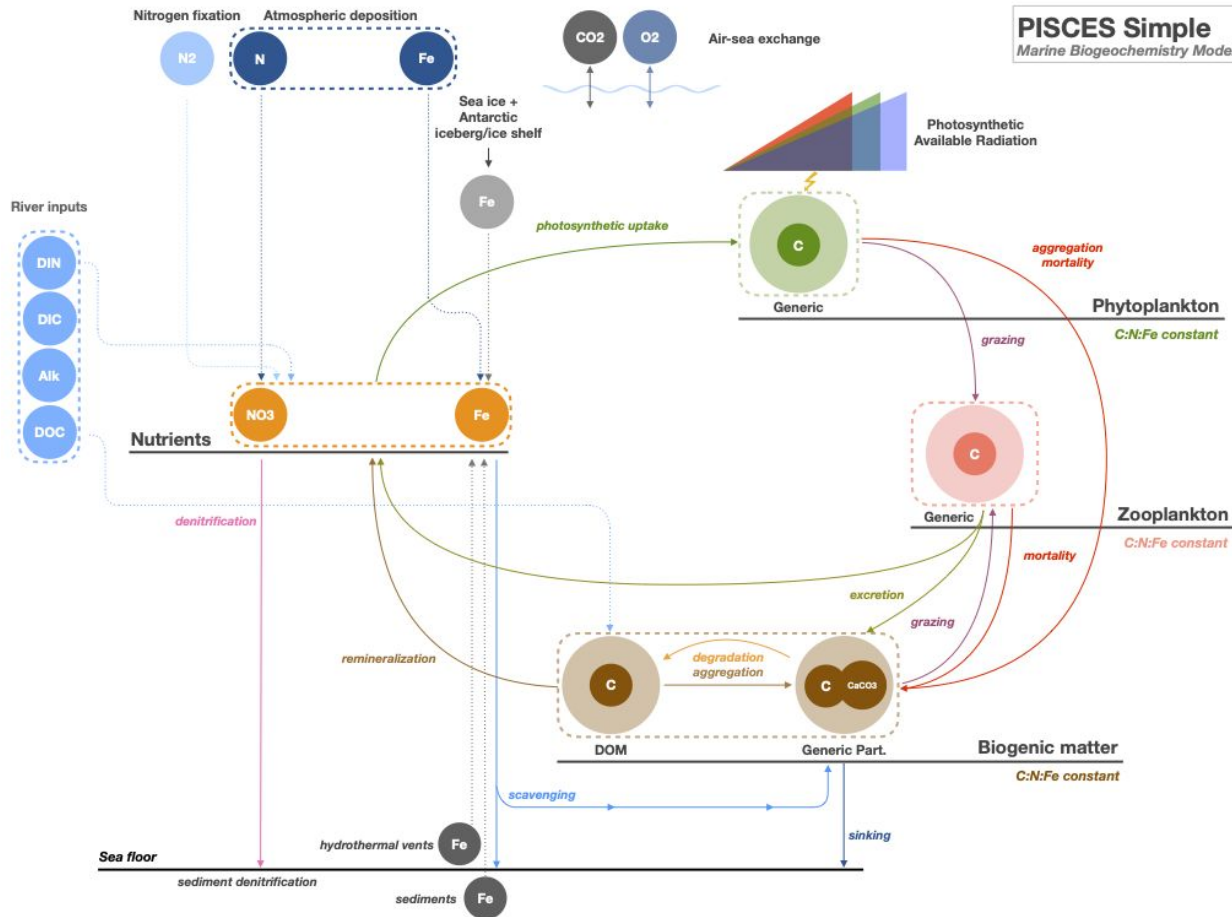 Nitrogen fixation
Atmospheric deposition
PISCES Simple
Marine Biogeochemistry Mode
N2
N
Fe
CO2
O2
Air-sea exchange
Sea ice +
Antarctic
iceberg/ice shelf
Fe
Photosynthetic
Available Radiation
River inputs
DIN
DIC
Alk
DOC
photosynthetic uptake
C
Generic
aggregation
mortality
Phytoplankton
C:N:Fe constant
grazing
NO3
Fe
Nutrients
C
Generic
Zooplankton
C:N:Fe constant
denitrification
mortality
excretion
grazing
remineralization
degradation
aggregation
C
C
CaCO3
DOM
Generic Part.
Biogenic matter
C:N:Fe constant
scavenging
sinking
hydrothermal vents
Fe
Sea floor
sediment denitrification
sediments
Fe